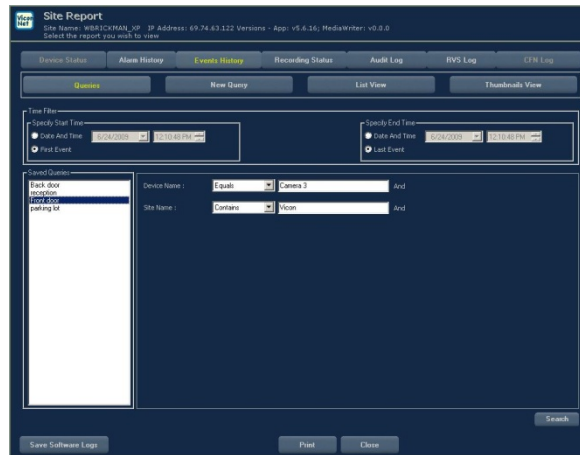 Vicon Net
Site Report
Site Name: WBRICKMAN_XP IP Address: 69.74.63.122 Versions - App: v5.6.16; MediaWriter: v0.0.0
Select the report you wish to view
Device Status Alarm History Events History Recording Status Audit Log RVS Log CFN Log
Queries New Query List View Thumbnails View
Time Filter
Specify Start Time Specify End Time
Date And Time 6/24/2009 12:10:48 PM Date And Time 6/24/2009 12:10:48 PM
First Event Last Event
Saved Queries
Back door
reception
Front door
parking lot
Device Name : Equals Camera 3 And
Site Name : Contains Vicon And
Search
Save Software Logs Print Close